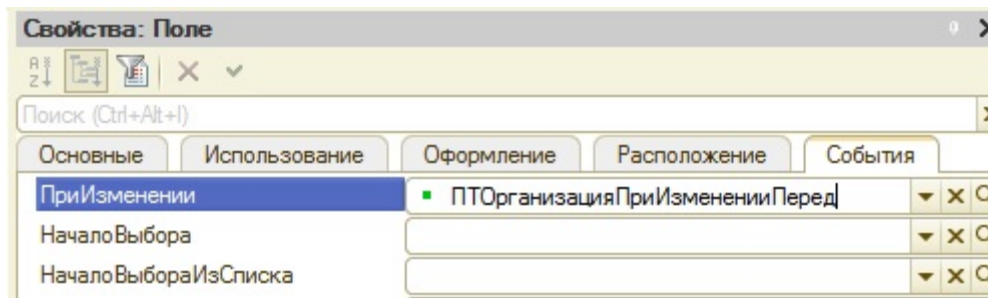 Свойства: Поле
Поиск (Ctrl+Alt+I)
Основные Использование Оформление Расположение События
ПриИзменении ПТОрганизацияПриИзмененииПеред
НачалоВыбора
НачалоВыбораИзСписка